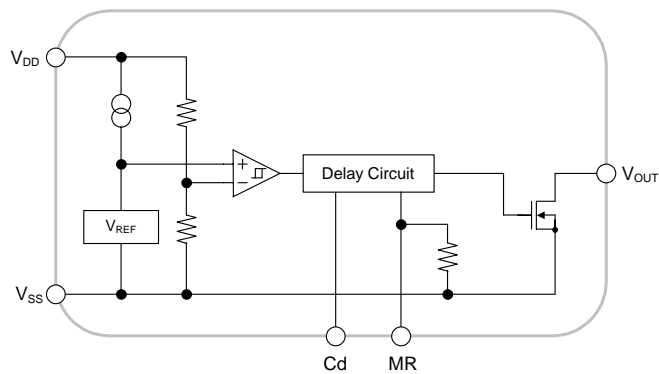 VDD
+
−
Delay Circuit
VOUT
VREF
VSS
Cd
MR